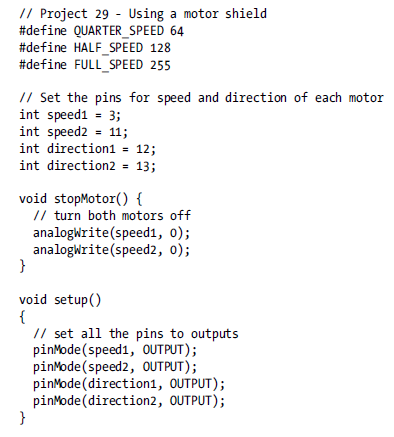 // Project 29 - Using a motor shield
#define QUARTER_SPEED 64
#define HALF_SPEED 128
#define FULL_SPEED 255

// Set the pins for speed and direction of each motor
int speed1 = 3;
int speed2 = 11;
int direction1 = 12;
int direction2 = 13;

void stopMotor() {
  // turn both motors off
  analogWrite(speed1, 0);
  analogWrite(speed2, 0);
}

void setup()
{
  // set all the pins to outputs
  pinMode(speed1, OUTPUT);
  pinMode(speed2, OUTPUT);
  pinMode(direction1, OUTPUT);
  pinMode(direction2, OUTPUT);
}